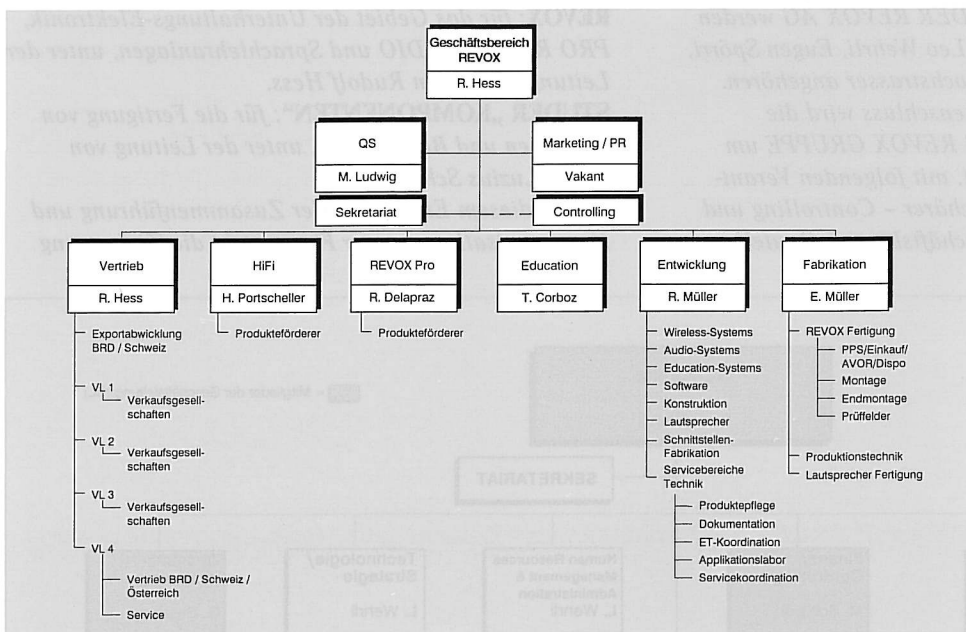 Geschäftsbereich
REVOX
R. Hess
QS
M. Ludwig
Sekretariat
Marketing / PR
Vakant
Controlling
Vertrieb
R. Hess
Exportabwicklung
BRD / Schweiz
VL 1
Verkaufsgesell-
schaften
VL 2
Verkaufsgesell-
schaften
VL 3
Verkaufsgesell-
schaften
VL 4
Vertrieb BRD / Schweiz /
Österreich
Service
HiFi
H. Portscheller
Produkteförderer
REVOX Pro
R. Delapraz
Produkteförderer
Education
T. Corboz
Entwicklung
R. Müller
Wireless-Systems
Audio-Systems
Education-Systems
Software
Konstruktion
Lautsprecher
Schnittstellen-
Fabrikation
Servicebereiche
Technik
Produktepflege
Dokumentation
ET-Koordination
Applikationslabor
Servicekoordination
Fabrikation
E. Müller
REVOX Fertigung
PPS/Einkauf/
AVOR/Dispo
Montage
Endmontage
Prüffelder
Produktionstechnik
Lautsprecher Fertigung